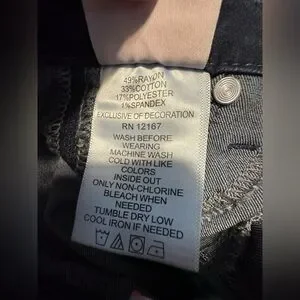 49%RAYON
33%COTTON
17%POLYESTER
1%SPANDEX
EXCLUSIVE OF DECORATION
RN 12167
WASH BEFORE
WEARING
MACHINE WASH
COLD WITH LIKE
COLORS
INSIDE OUT
ONLY NON-CHLORINE
BLEACH WHEN
NEEDED
TUMBLE DRY LOW
COOL IRON IF NEEDED